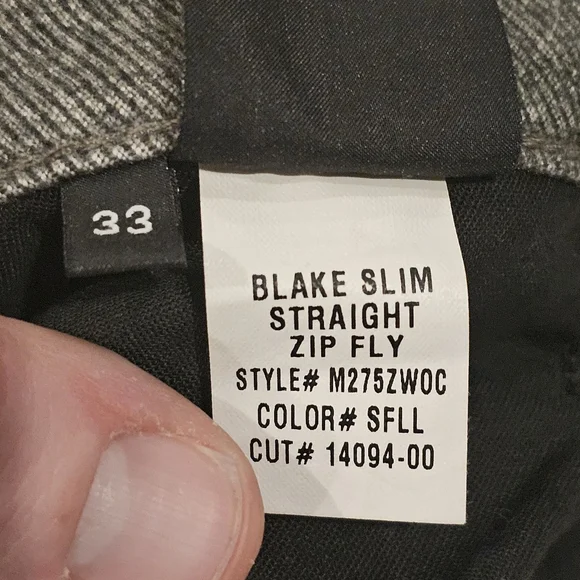 33
BLAKE SLIM
STRAIGHT
ZIP FLY
STYLE# M275ZWOC
COLOR# SFLL
CUT# 14094-00